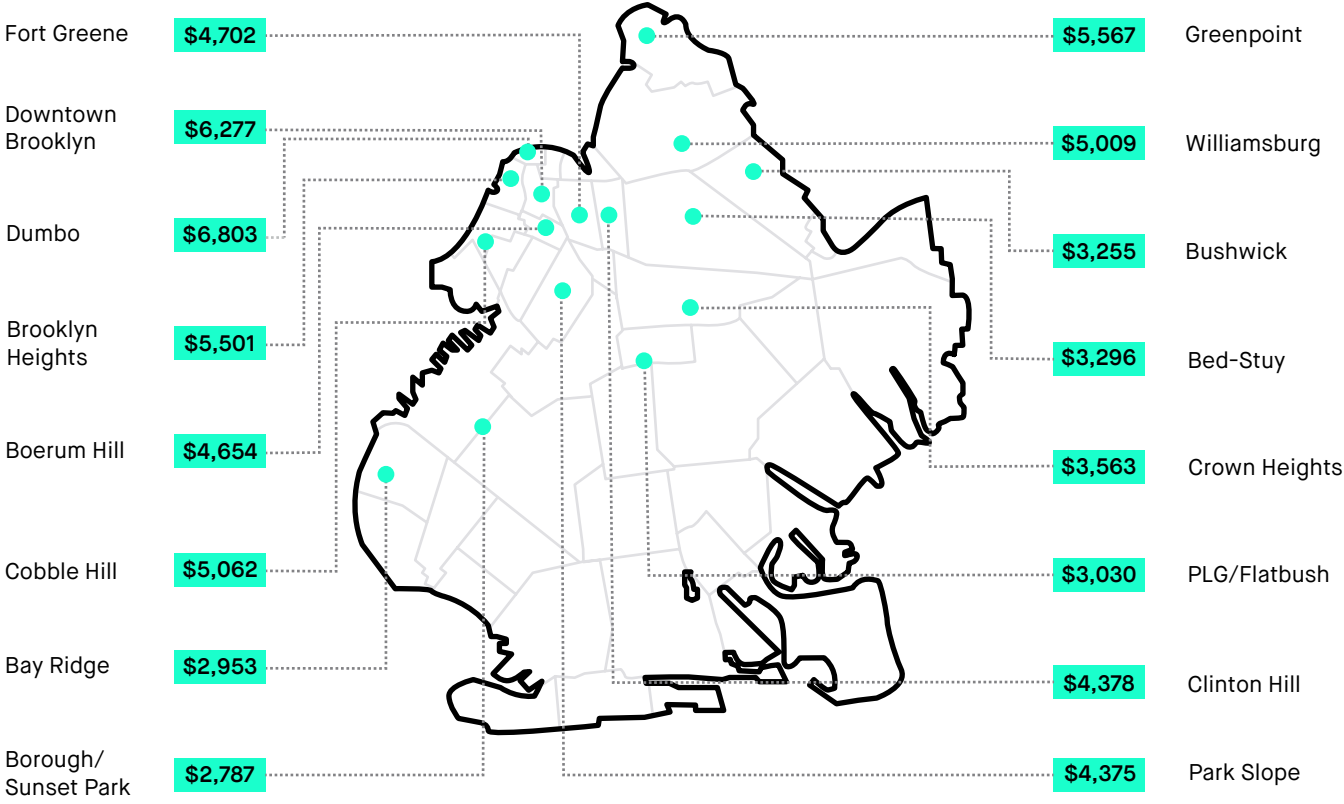 Fort Greene $4,702
Downtown
Brooklyn $6,277
Dumbo $6,803
Brooklyn
Heights $5,501
Boerum Hill $4,654
Cobble Hill $5,062
Bay Ridge $2,953
Borough/
Sunset Park $2,787
$5,567 Greenpoint
$5,009 Williamsburg
$3,255 Bushwick
$3,296 Bed-Stuy
$3,563 Crown Heights
$3,030 PLG/Flatbush
$4,378 Clinton Hill
$4,375 Park Slope